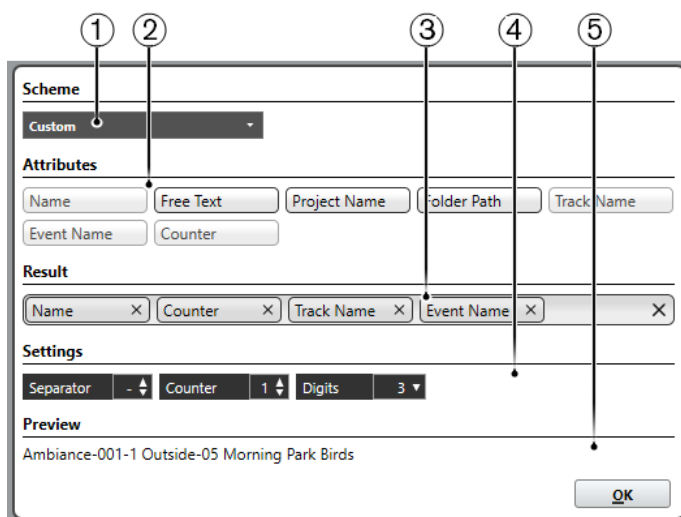 1 2 3 4 5
Scheme
Custom
Attributes
Name Free Text Project Name Folder Path Track Name
Event Name Counter
Result
Name × Counter × Track Name × Event Name × ×
Settings
Separator - Counter 1 Digits 3
Preview
Ambiance-001-1 Outside-05 Morning Park Birds
OK